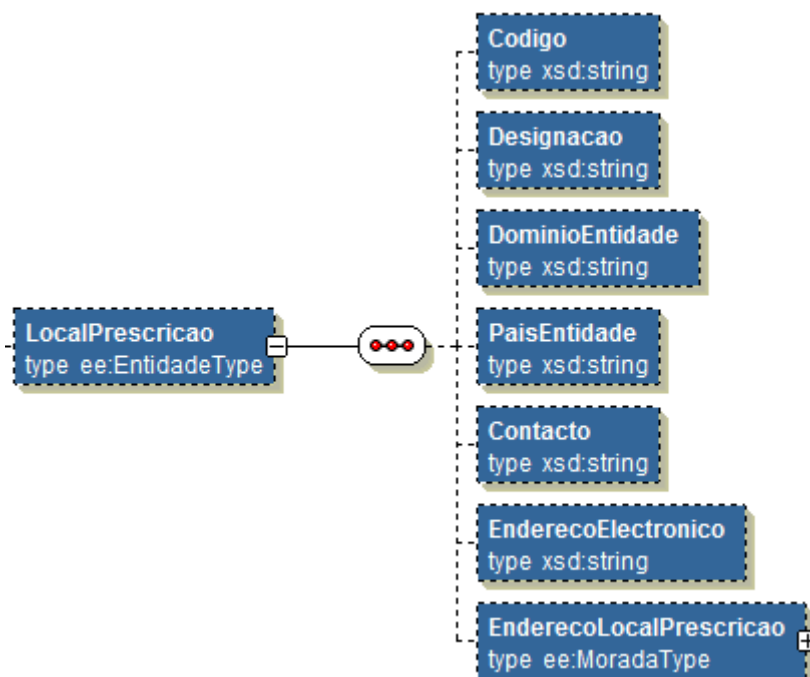 Codigo
type xsd:string
Designacao
type xsd:string
DominioEntidade
type xsd:string
LocalPrescricao
type ee:EntidadeType
PaisEntidade
type xsd:string
Contacto
type xsd:string
EnderecoElectronico
type xsd:string
EnderecoLocalPrescricao
type ee:MoradaType